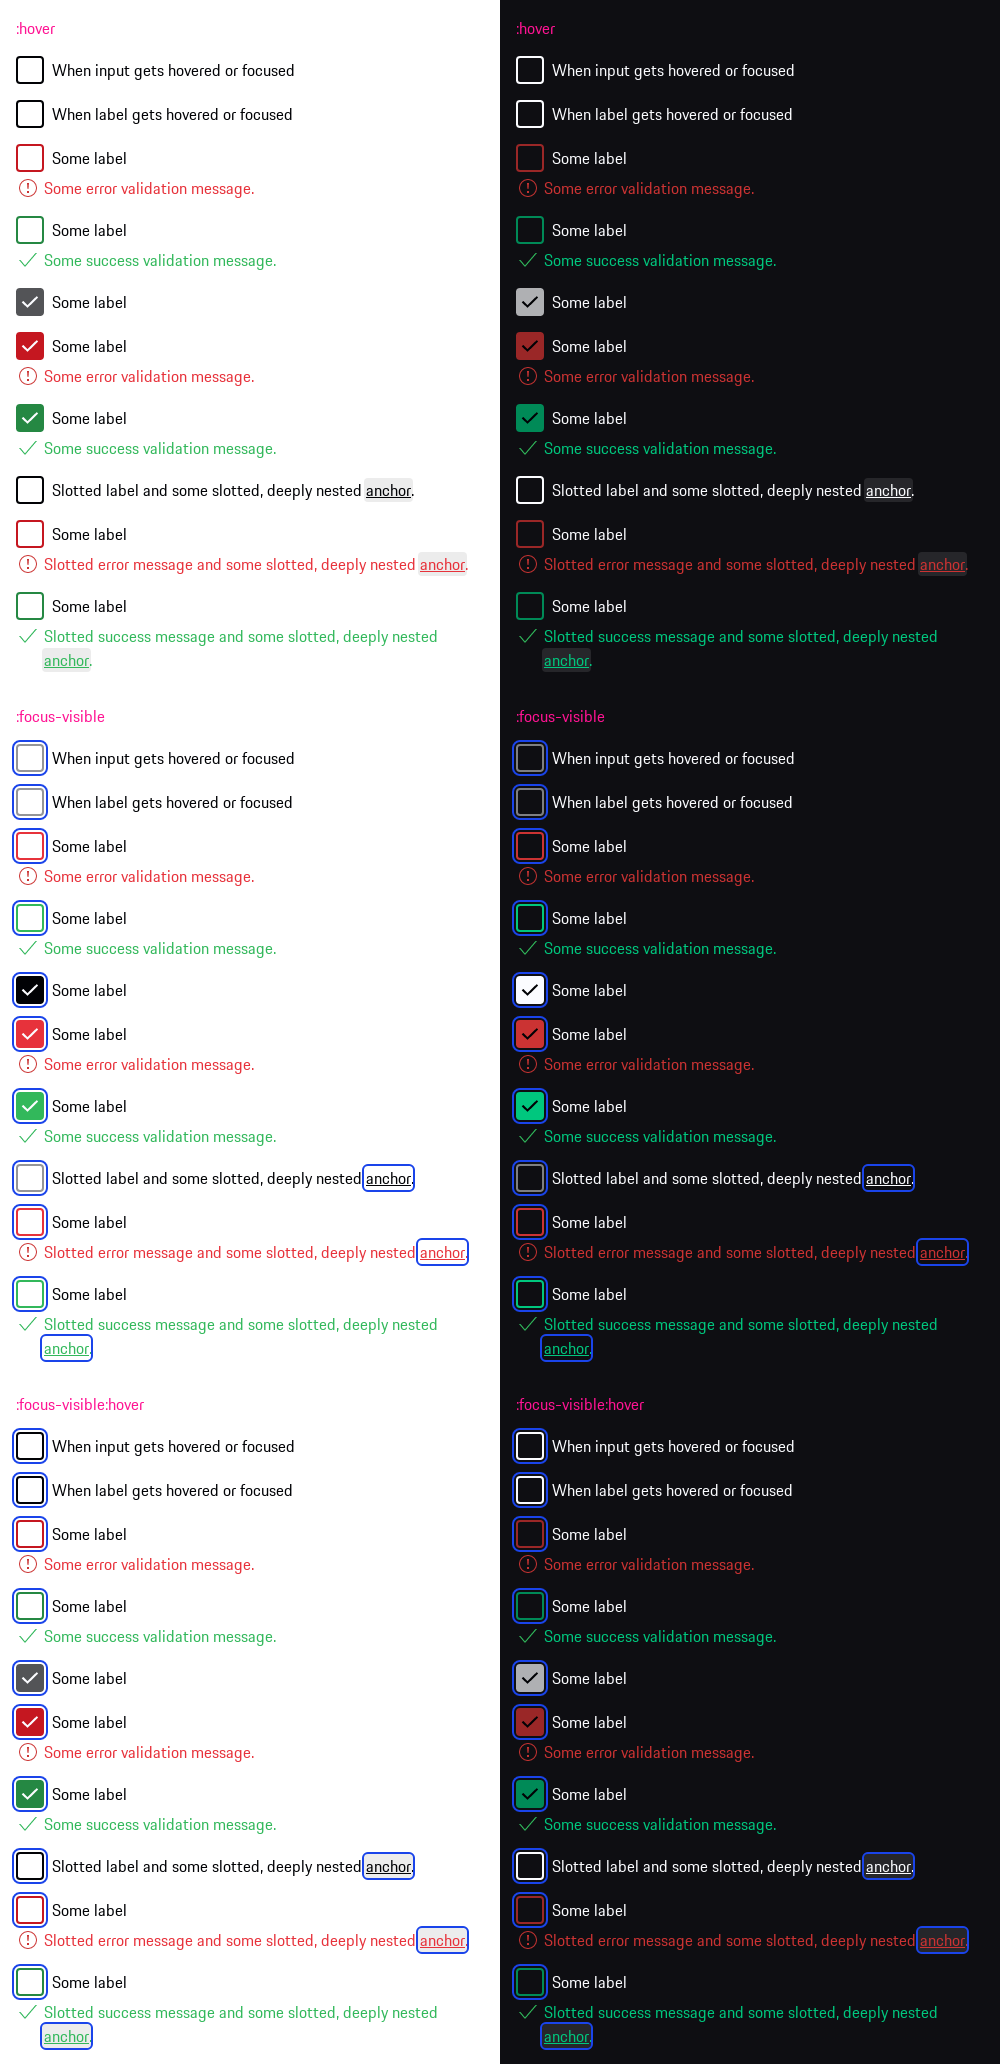 :hover
When input gets hovered or focused
When label gets hovered or focused
Some label
Some error validation message.
Some label
Some success validation message.
Some label
Some label
Some error validation message.
Some label
Some success validation message.
Slotted label and some slotted, deeply nested anchor.
Some label
Slotted error message and some slotted, deeply nested anchor.
Some label
Slotted success message and some slotted, deeply nested
anchor.
:focus-visible
When input gets hovered or focused
When label gets hovered or focused
Some label
Some error validation message.
Some label
Some success validation message.
Some label
Some label
Some error validation message.
Some label
Some success validation message.
Slotted label and some slotted, deeply nested anchor.
Some label
Slotted error message and some slotted, deeply nested anchor.
Some label
Slotted success message and some slotted, deeply nested
anchor.
:focus-visible:hover
When input gets hovered or focused
When label gets hovered or focused
Some label
Some error validation message.
Some label
Some success validation message.
Some label
Some label
Some error validation message.
Some label
Some success validation message.
Slotted label and some slotted, deeply nested anchor.
Some label
Slotted error message and some slotted, deeply nested anchor.
Some label
Slotted success message and some slotted, deeply nested
anchor.
:hover
When input gets hovered or focused
When label gets hovered or focused
Some label
Some error validation message.
Some label
Some success validation message.
Some label
Some label
Some error validation message.
Some label
Some success validation message.
Slotted label and some slotted, deeply nested anchor.
Some label
Slotted error message and some slotted, deeply nested anchor.
Some label
Slotted success message and some slotted, deeply nested
anchor.
:focus-visible
When input gets hovered or focused
When label gets hovered or focused
Some label
Some error validation message.
Some label
Some success validation message.
Some label
Some label
Some error validation message.
Some label
Some success validation message.
Slotted label and some slotted, deeply nested anchor.
Some label
Slotted error message and some slotted, deeply nested anchor.
Some label
Slotted success message and some slotted, deeply nested
anchor.
:focus-visible:hover
When input gets hovered or focused
When label gets hovered or focused
Some label
Some error validation message.
Some label
Some success validation message.
Some label
Some label
Some error validation message.
Some label
Some success validation message.
Slotted label and some slotted, deeply nested anchor.
Some label
Slotted error message and some slotted, deeply nested anchor.
Some label
Slotted success message and some slotted, deeply nested
anchor.